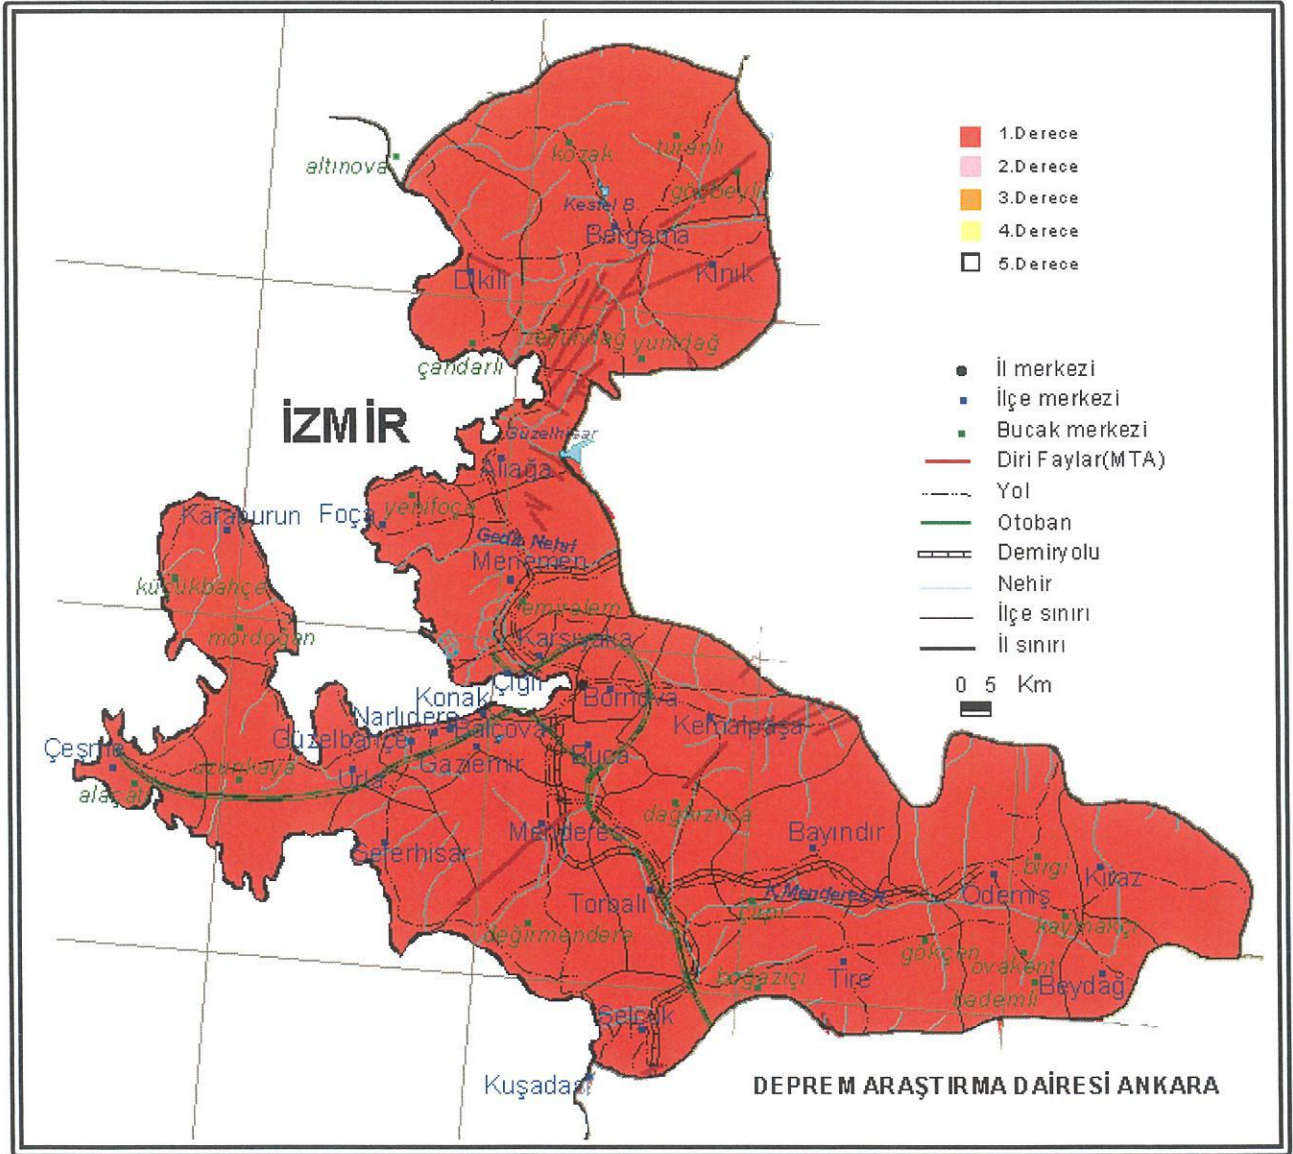 altınova
kozak
turanlı
göçbeyli
Kestel B.
Bergama
Dikili
Kınık
zeytindağ
yuntdağ
çandarlı
İZMİR
Güzelhisar
Aliağa
yenifoça
Foça
Karaburun
Gediz Nehri
Menemen
küçükbahçe
emiralem
mordoğan
Karşıyaka
Çiğli
Konak
Bornova
Narlıdere
Balçova
Kemalpaşa
Güzelbahçe
Çeşme
Gaziemir
Buca
uzunkuyu
Urla
alaçatı
dağkızılca
Menderes
Bayındır
Seferhisar
birgi
Kiraz
Torbalı
K.Menderes N.
Ödemiş
çırpı
kaymakçı
değirmendere
gökçen
ovakent
boğaziçi
Tire
Beydağ
bademli
Selçuk
Kuşadası
1.Derece
2.Derece
3.Derece
4.Derece
5.Derece
İl merkezi
İlçe merkezi
Bucak merkezi
Diri Faylar(MTA)
Yol
Otoban
Demiryolu
Nehir
İlçe sınırı
İl sınırı
0 5 Km
DEPREM ARAŞTIRMA DAİRESİ ANKARA